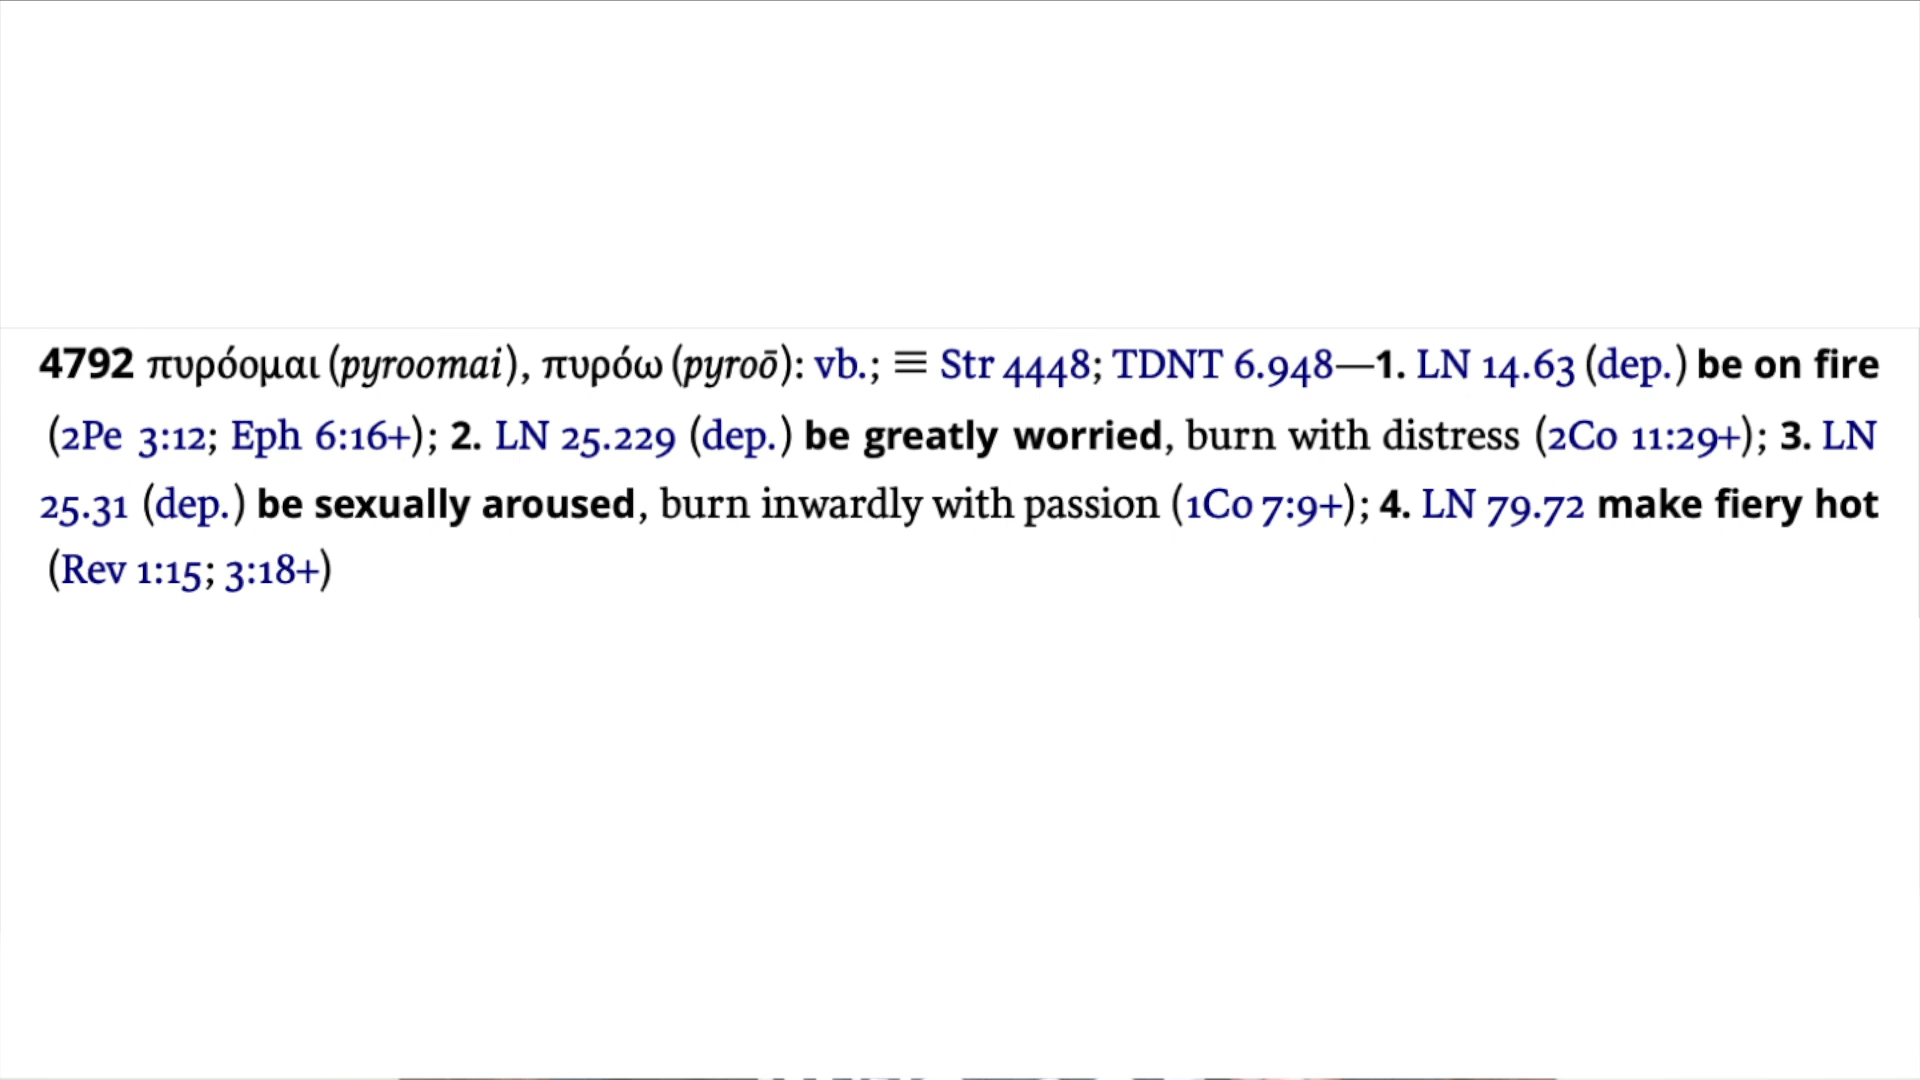 4792 πυρόομαι (pyroomai), πυρόω (pyroō): vb.; ≡ Str 4448; TDNT 6.948—1. LN 14.63 (dep.) be on fire
(2Pe 3:12; Eph 6:16+); 2. LN 25.229 (dep.) be greatly worried, burn with distress (2Co 11:29+); 3. LN
25.31 (dep.) be sexually aroused, burn inwardly with passion (1Co 7:9+); 4. LN 79.72 make fiery hot
(Rev 1:15; 3:18+)